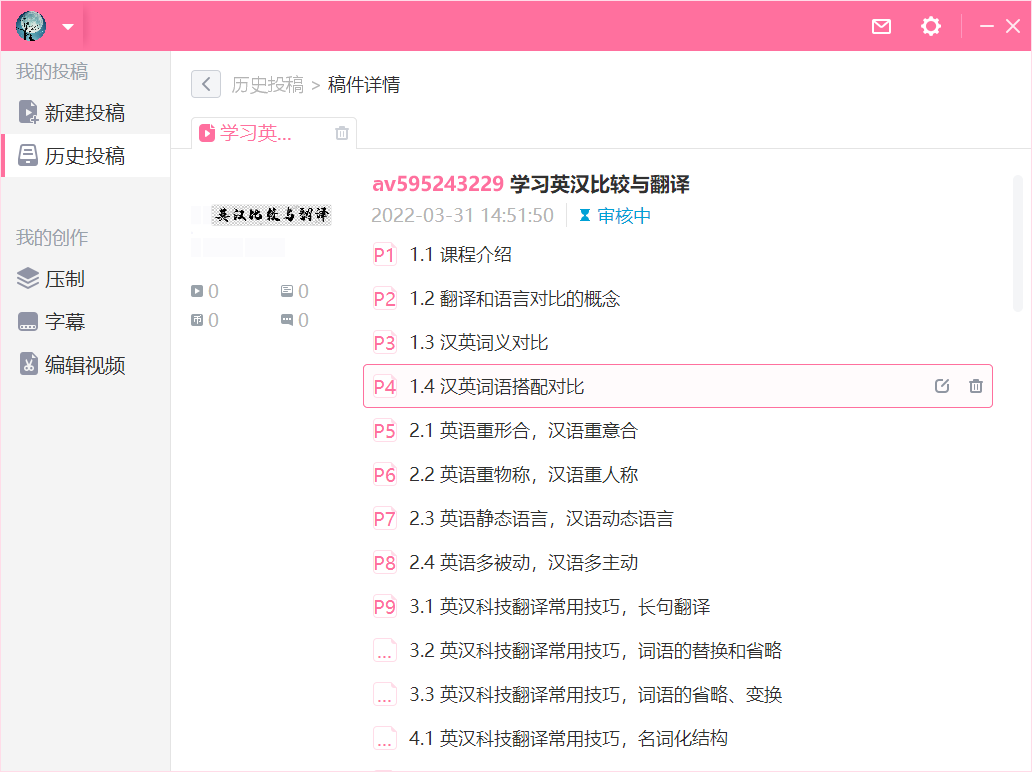 我的投稿
新建投稿
历史投稿
我的创作
压制
字幕
编辑视频
历史投稿 > 稿件详情
学习英...
英汉比较与翻译
0 0
币 0 0
av595243229 学习英汉比较与翻译
2022-03-31 14:51:50 审核中
P1 1.1 课程介绍
P2 1.2 翻译和语言对比的概念
P3 1.3 汉英词义对比
P4 1.4 汉英词语搭配对比
P5 2.1 英语重形合，汉语重意合
P6 2.2 英语重物称，汉语重人称
P7 2.3 英语静态语言，汉语动态语言
P8 2.4 英语多被动，汉语多主动
P9 3.1 英汉科技翻译常用技巧，长句翻译
... 3.2 英汉科技翻译常用技巧，词语的替换和省略
... 3.3 英汉科技翻译常用技巧，词语的省略、变换
... 4.1 英汉科技翻译常用技巧，名词化结构